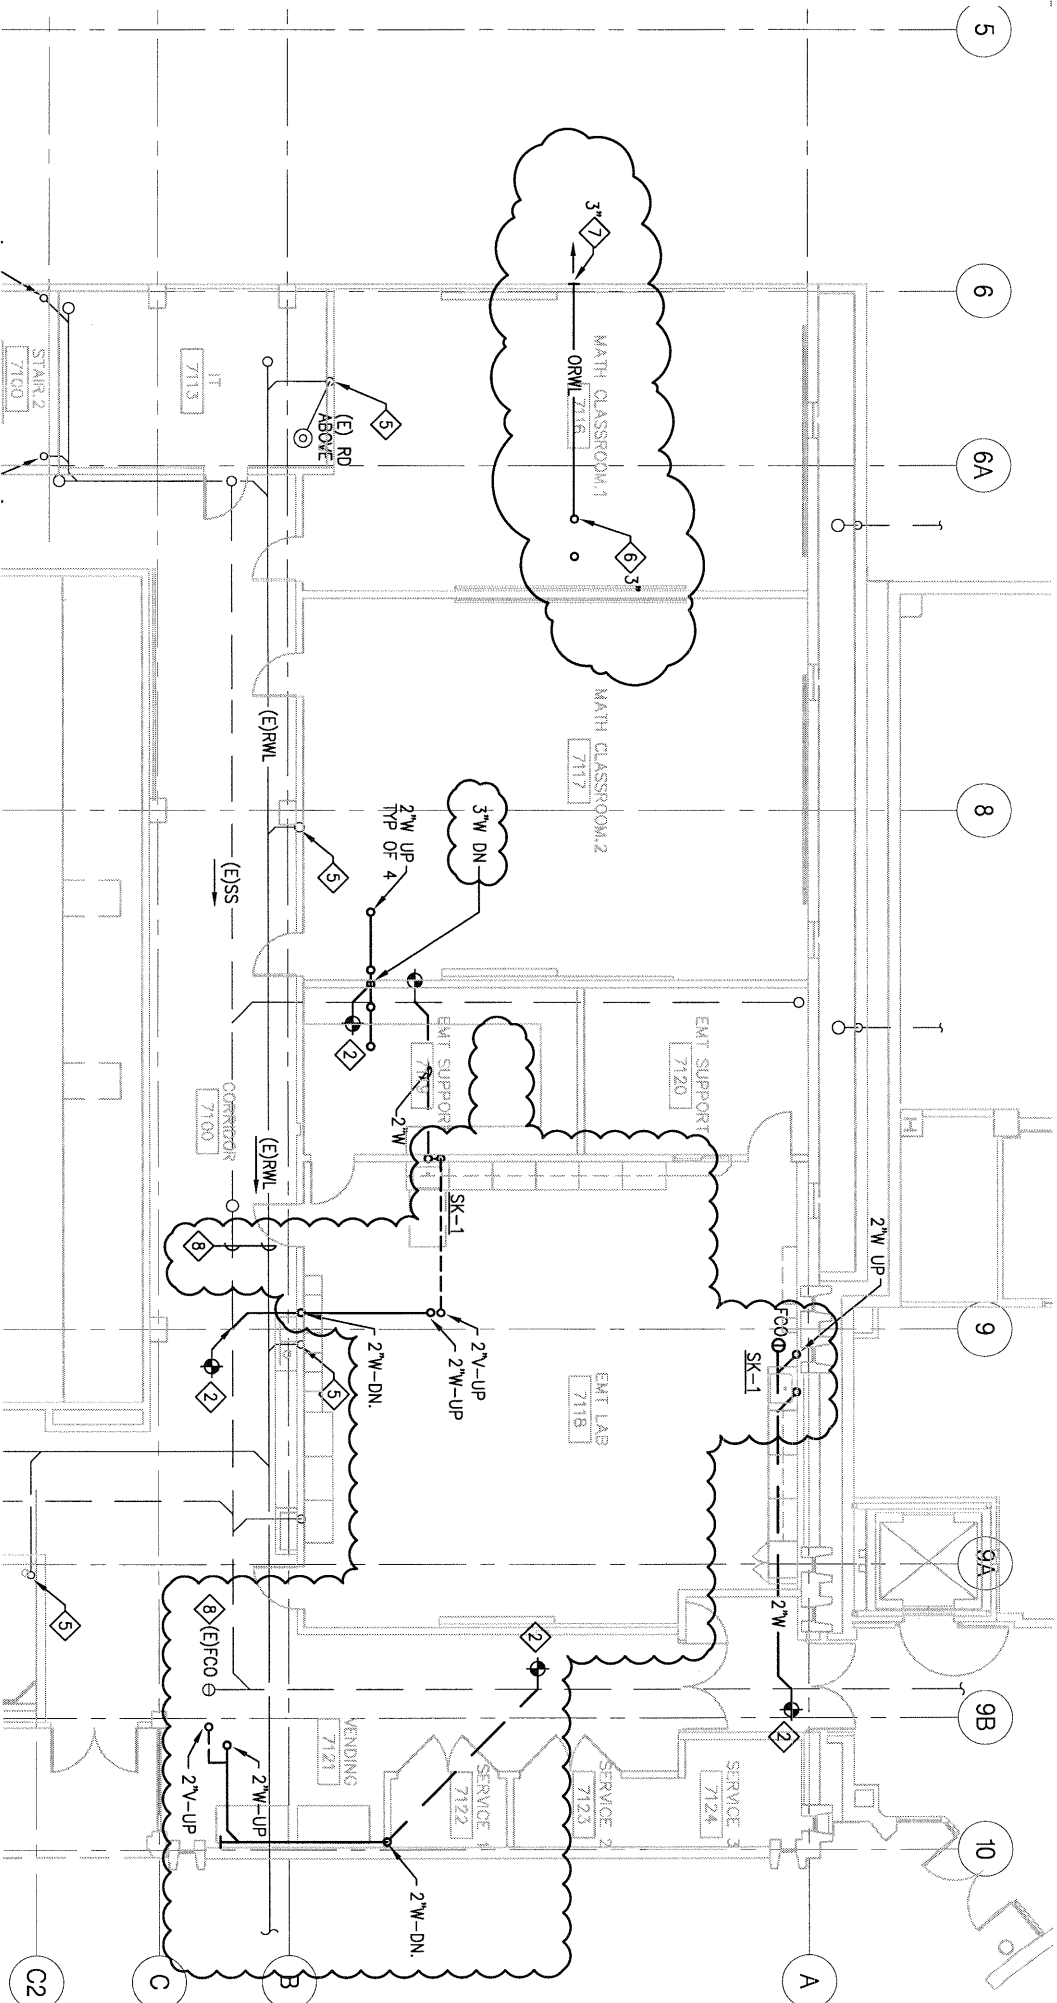 5
6
6A
8
9
9A
9B
10
A
B
C
C2
3"
7
ORWL
MATH CLASSROOM.1
7116
6
3"
STAIR.2
7100
IT
7113
(E) RD
ABOVE
5
MATH CLASSROOM.2
7117
(E)RWL
5
(E)SS
3"W DN
2"W UP
TYP OF 4
2
EMT SUPPORT
7119
2"W
EMT SUPPORT
7120
CORRIDOR
7100
(E)RWL
8
SK-1
2"W UP
FCO
SK-1
2"V-UP
2"W-UP
2"W-DN.
5
2
EMT LAB
7118
2"W
2
5
8
(E)FCO
2
VENDING
7121
SERVICE 1
7122
SERVICE 2
7123
SERVICE 3
7124
2"W-UP
2"V-UP
2"W-DN.